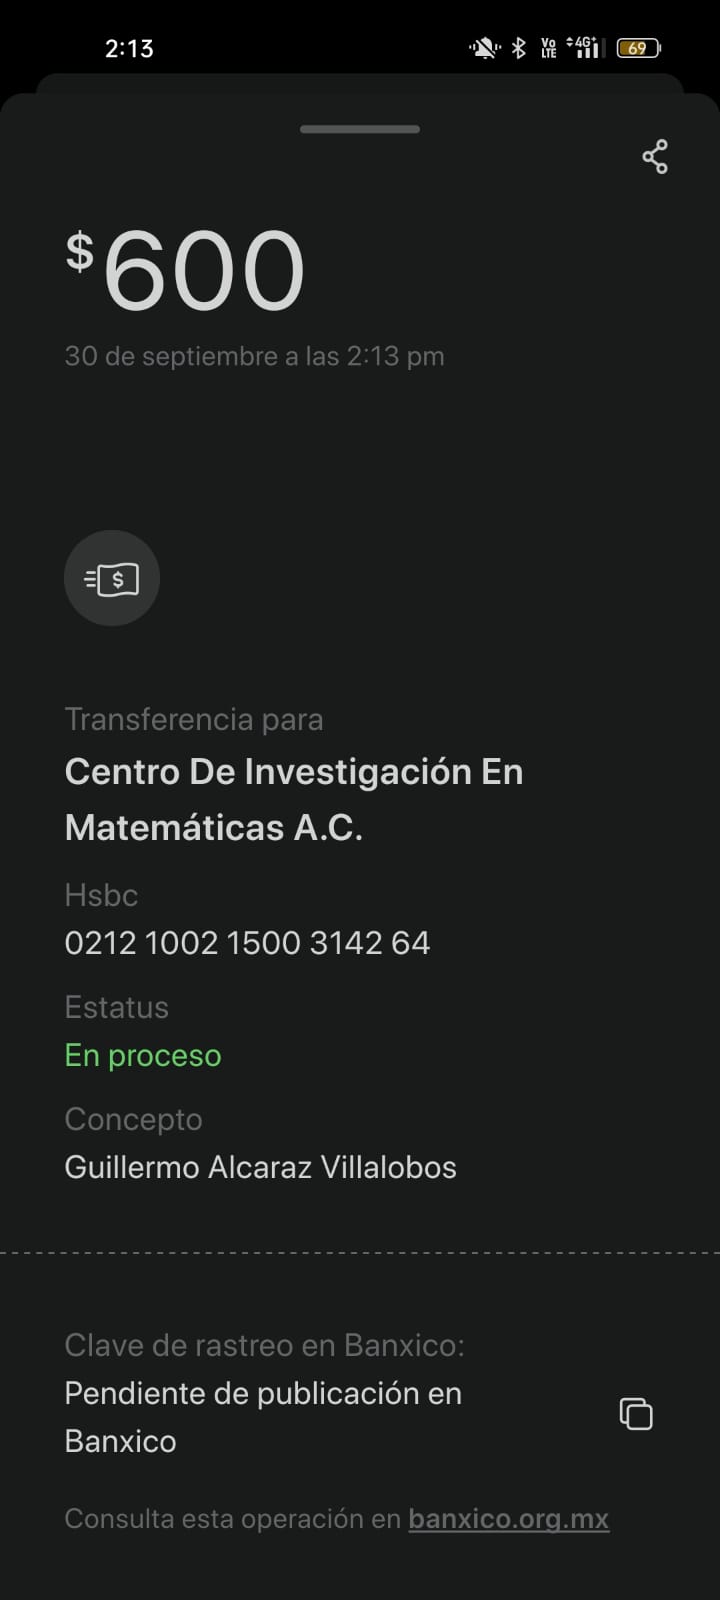 2:13
Vo LTE 4G+ 69
$600
30 de septiembre a las 2:13 pm
$
Transferencia para
Centro De Investigación En
Matemáticas A.C.
Hsbc
0212 1002 1500 3142 64
Estatus
En proceso
Concepto
Guillermo Alcaraz Villalobos
Clave de rastreo en Banxico:
Pendiente de publicación en
Banxico
Consulta esta operación en banxico.org.mx